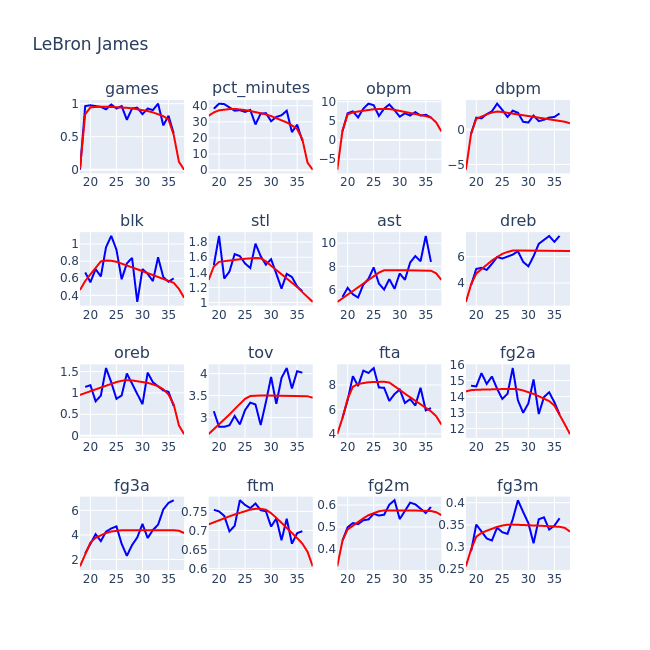 LeBron James
games pct_minutes obpm dbpm
1 0.5 0
40 30 20 10 0
10 5 0 −5
0 −5
20 25 30 35 20 25 30 35 20 25 30 35 20 25 30 35
blk stl ast dreb
1 0.8 0.6 0.4
1.8 1.6 1.4 1.2 1
10 8 6
6 4
20 25 30 35 20 25 30 35 20 25 30 35 20 25 30 35
oreb tov fta fg2a
1.5 1 0.5 0
4 3.5 3
8 6 4
16 15 14 13 12
20 25 30 35 20 25 30 35 20 25 30 35 20 25 30 35
fg3a ftm fg2m fg3m
6 4 2
0.75 0.7 0.65 0.6
0.6 0.5 0.4
0.4 0.35 0.3 0.25
20 25 30 35 20 25 30 35 20 25 30 35 20 25 30 35